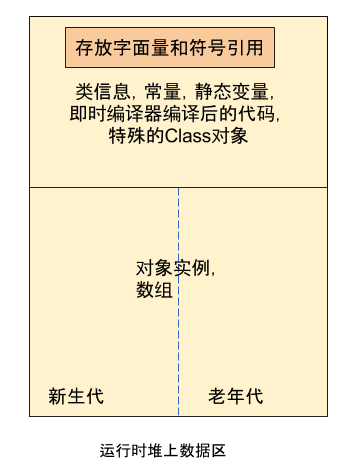 存放字面量和符号引用
类信息, 常量, 静态变量,
即时编译器编译后的代码,
特殊的Class对象
对象实例,
数组
新生代 老年代
运行时堆上数据区